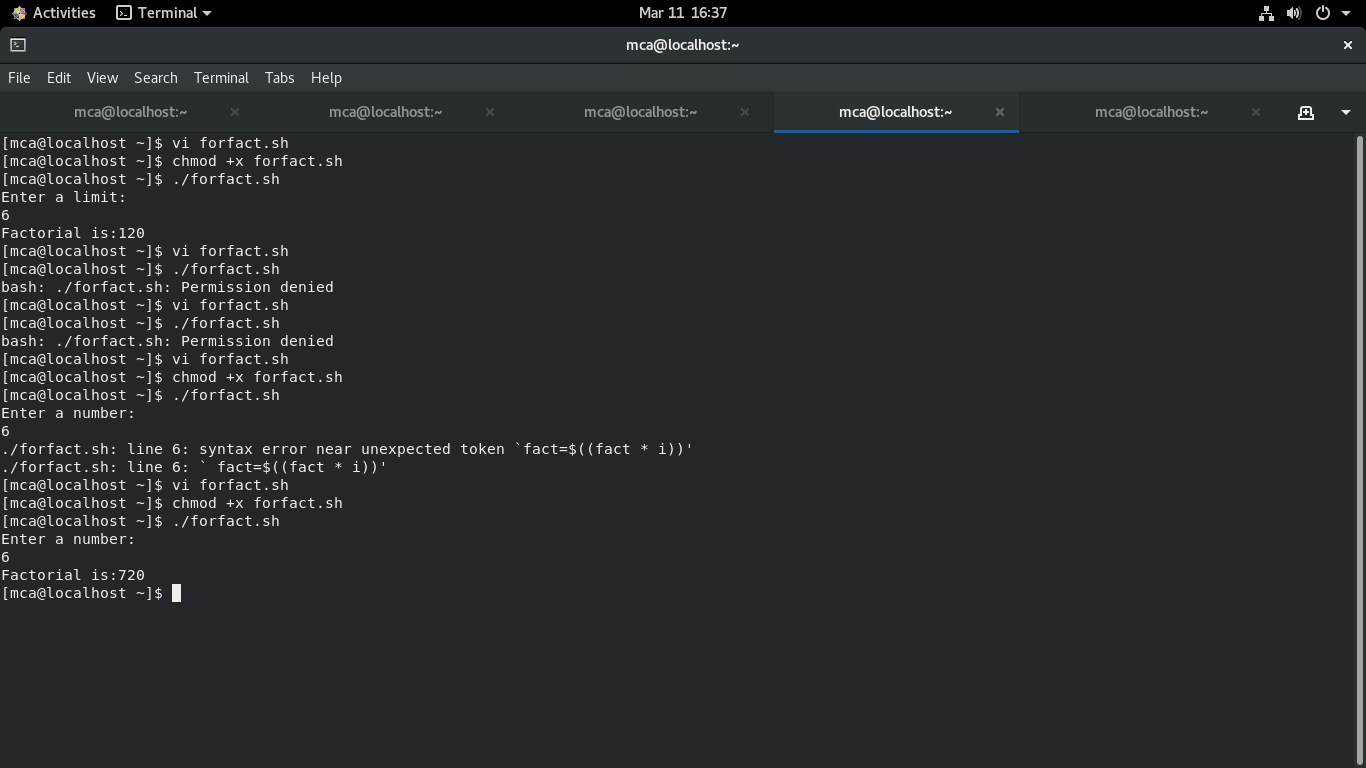 Activities Terminal Mar 11 16:37
mca@localhost:~
File Edit View Search Terminal Tabs Help
mca@localhost:~ mca@localhost:~ mca@localhost:~ mca@localhost:~ mca@localhost:~
[mca@localhost ~]$ vi forfact.sh
[mca@localhost ~]$ chmod +x forfact.sh
[mca@localhost ~]$ ./forfact.sh
Enter a limit:
6
Factorial is:120
[mca@localhost ~]$ vi forfact.sh
[mca@localhost ~]$ ./forfact.sh
bash: ./forfact.sh: Permission denied
[mca@localhost ~]$ vi forfact.sh
[mca@localhost ~]$ ./forfact.sh
bash: ./forfact.sh: Permission denied
[mca@localhost ~]$ vi forfact.sh
[mca@localhost ~]$ chmod +x forfact.sh
[mca@localhost ~]$ ./forfact.sh
Enter a number:
6
./forfact.sh: line 6: syntax error near unexpected token `fact=$((fact * i))'
./forfact.sh: line 6: ` fact=$((fact * i))'
[mca@localhost ~]$ vi forfact.sh
[mca@localhost ~]$ chmod +x forfact.sh
[mca@localhost ~]$ ./forfact.sh
Enter a number:
6
Factorial is:720
[mca@localhost ~]$